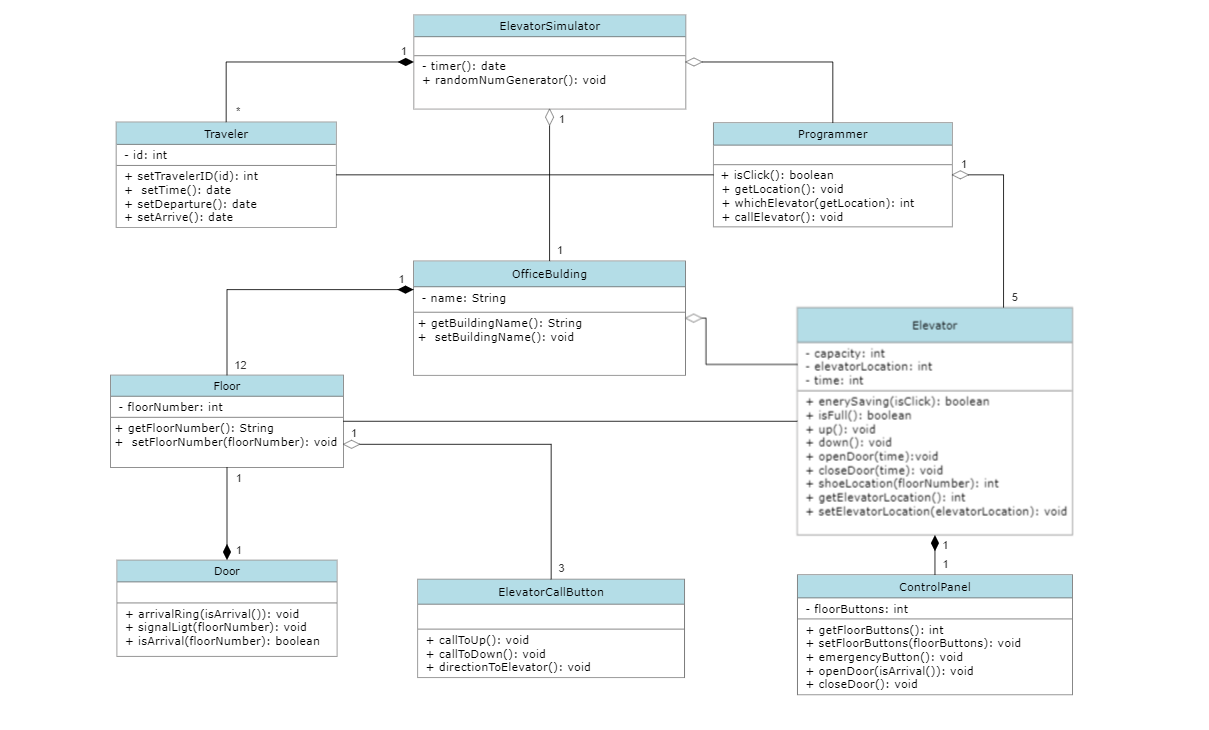 ElevatorSimulator
- timer(): date
+ randomNumGenerator(): void
1
*
1
Traveler
- id: int
+ setTravelerID(id): int
+ setTime(): date
+ setDeparture(): date
+ setArrive(): date
Programmer
+ isClick(): boolean
+ getLocation(): void
+ whichElevator(getLocation): int
+ callElevator(): void
1
5
1
OfficeBulding
- name: String
+ getBuildingName(): String
+ setBuildingName(): void
1
12
Floor
- floorNumber: int
+ getFloorNumber(): String
+ setFloorNumber(floorNumber): void
1
1
Elevator
- capacity: int
- elevatorLocation: int
- time: int
+ enerySaving(isClick): boolean
+ isFull(): boolean
+ up(): void
+ down(): void
+ openDoor(time):void
+ closeDoor(time): void
+ shoeLocation(floorNumber): int
+ getElevatorLocation(): int
+ setElevatorLocation(elevatorLocation): void
1
1
1
3
Door
+ arrivalRing(isArrival()): void
+ signalLigt(floorNumber): void
+ isArrival(floorNumber): boolean
ElevatorCallButton
+ callToUp(): void
+ callToDown(): void
+ directionToElevator(): void
ControlPanel
- floorButtons: int
+ getFloorButtons(): int
+ setFloorButtons(floorButtons): void
+ emergencyButton(): void
+ openDoor(isArrival()): void
+ closeDoor(): void